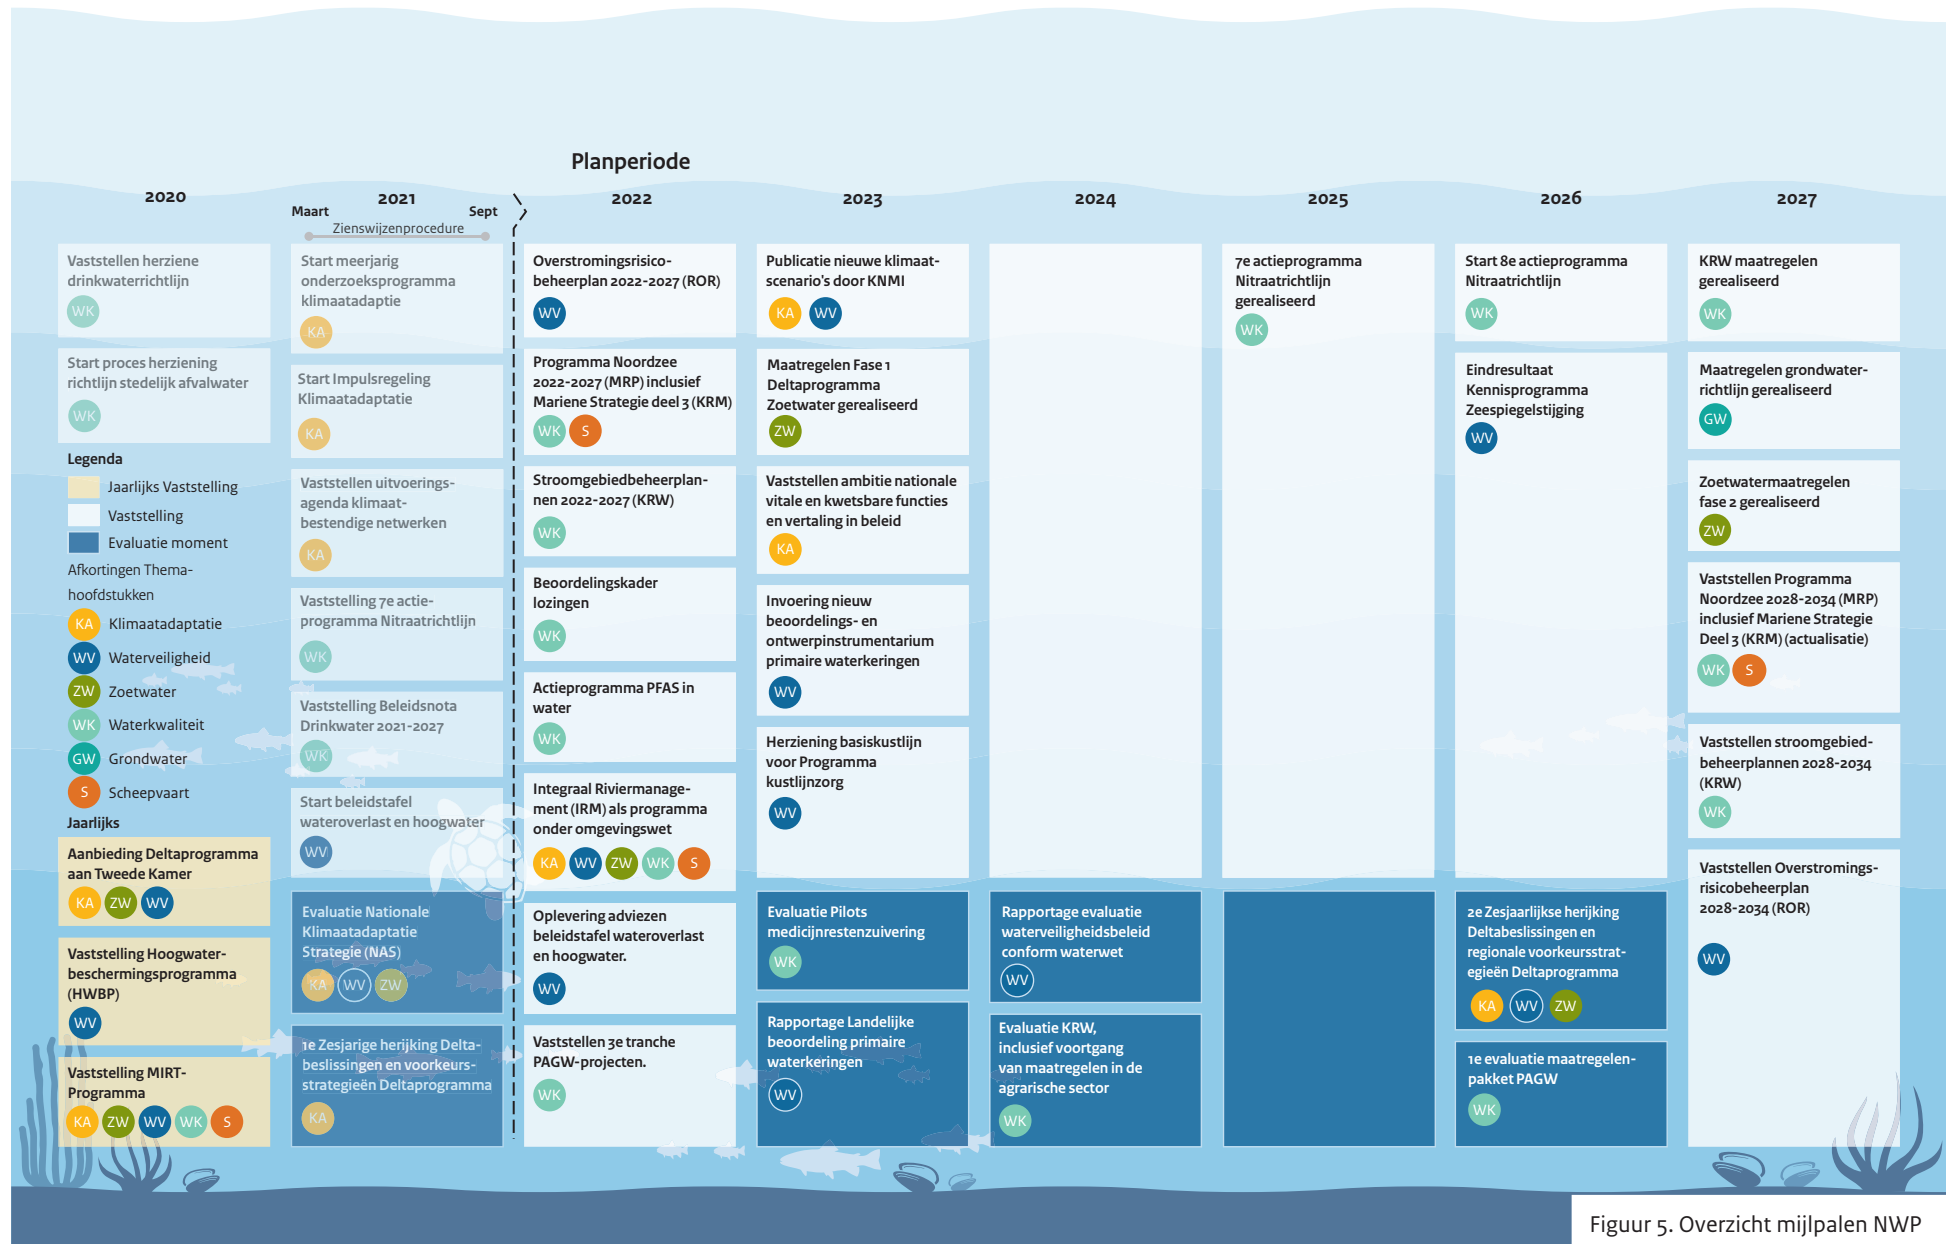 Planperiode
2020
2021
2022
2023
2024
2025
2026
2027
Maart
Sept
Zienswijzenprocedure
Vaststellen herziene
drinkwaterrichtlijn
WK
Start proces herziening
richtlijn stedelijk afvalwater
WK
Legenda
Jaarlijks Vaststelling
Vaststelling
Evaluatie moment
Afkortingen Thema-
hoofdstukken
KA Klimaatadaptatie
WV Waterveiligheid
ZW Zoetwater
WK Waterkwaliteit
GW Grondwater
S Scheepvaart
Jaarlijks
Aanbieding Deltaprogramma
aan Tweede Kamer
KA ZW WV
Vaststelling Hoogwater-
beschermingsprogramma
(HWBP)
WV
Vaststelling MIRT-
Programma
KA ZW WV WK S
Start meerjarig
onderzoeksprogramma
klimaatadaptie
KA
Start Impulsregeling
Klimaatadaptatie
KA
Vaststellen uitvoerings-
agenda klimaat-
bestendige netwerken
KA
Vaststelling 7e actie-
programma Nitraatrichtlijn
WK
Vaststelling Beleidsnota
Drinkwater 2021-2027
WK
Start beleidstafel
wateroverlast en hoogwater
WV
Evaluatie Nationale
Klimaatadaptatie
Strategie (NAS)
KA WV ZW
1e Zesjarige herijking Delta-
beslissingen en voorkeurs-
strategieën Deltaprogramma
KA
Overstromingsrisico-
beheerplan 2022-2027 (ROR)
WV
Programma Noordzee
2022-2027 (MRP) inclusief
Mariene Strategie deel 3 (KRM)
WK S
Stroomgebiedbeheerplan-
nen 2022-2027 (KRW)
WK
Beoordelingskader
lozingen
WK
Actieprogramma PFAS in
water
WK
Integraal Riviermanage-
ment (IRM) als programma
onder omgevingswet
KA WV ZW WK S
Oplevering adviezen
beleidstafel wateroverlast
en hoogwater.
WV
Vaststellen 3e tranche
PAGW-projecten.
WK
Publicatie nieuwe klimaat-
scenario's door KNMI
KA WV
Maatregelen Fase 1
Deltaprogramma
Zoetwater gerealiseerd
ZW
Vaststellen ambitie nationale
vitale en kwetsbare functies
en vertaling in beleid
KA
Invoering nieuw
beoordelings- en
ontwerpinstrumentarium
primaire waterkeringen
WV
Herziening basiskustlijn
voor Programma
kustlijnzorg
WV
Evaluatie Pilots
medicijnrestenzuivering
WK
Rapportage Landelijke
beoordeling primaire
waterkeringen
WV
Rapportage evaluatie
waterveiligheidsbeleid
conform waterwet
WV
Evaluatie KRW,
inclusief voortgang
van maatregelen in de
agrarische sector
WK
7e actieprogramma
Nitraatrichtlijn
gerealiseerd
WK
Start 8e actieprogramma
Nitraatrichtlijn
WK
Eindresultaat
Kennisprogramma
Zeespiegelstijging
WV
2e Zesjaarlijkse herijking
Deltabeslissingen en
regionale voorkeursstrat-
egieën Deltaprogramma
KA WV ZW
1e evaluatie maatregelen-
pakket PAGW
WK
KRW maatregelen
gerealiseerd
WK
Maatregelen grondwater-
richtlijn gerealiseerd
GW
Zoetwatermaatregelen
fase 2 gerealiseerd
ZW
Vaststellen Programma
Noordzee 2028-2034 (MRP)
inclusief Mariene Strategie
Deel 3 (KRM) (actualisatie)
WK S
Vaststellen stroomgebied-
beheerplannen 2028-2034
(KRW)
WK
Vaststellen Overstromings-
risicobeheerplan
2028-2034 (ROR)
WV
Figuur 5. Overzicht mijlpalen NWP